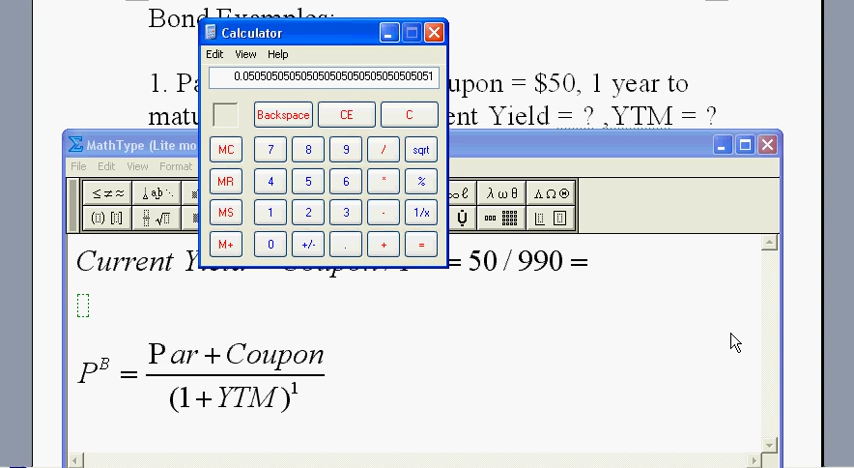 Bond Examples:
Calculator
Edit View Help
0.050505050505050505050505050505051
1. Pa upon = $50, 1 year to
matu ent Yield = ? ,YTM = ?
Backspace CE C
MathType (Lite mo
File Edit View Format
MC 7 8 9 / sqrt
MR 4 5 6 * %
MS 1 2 3 - 1/x
M+ 0 +/- . + =
≤ ≠ ≈
λ ω θ Λ Ω Θ
Current Y = 50 / 990 =
P^B = Par + Coupon
(1 + YTM)^1